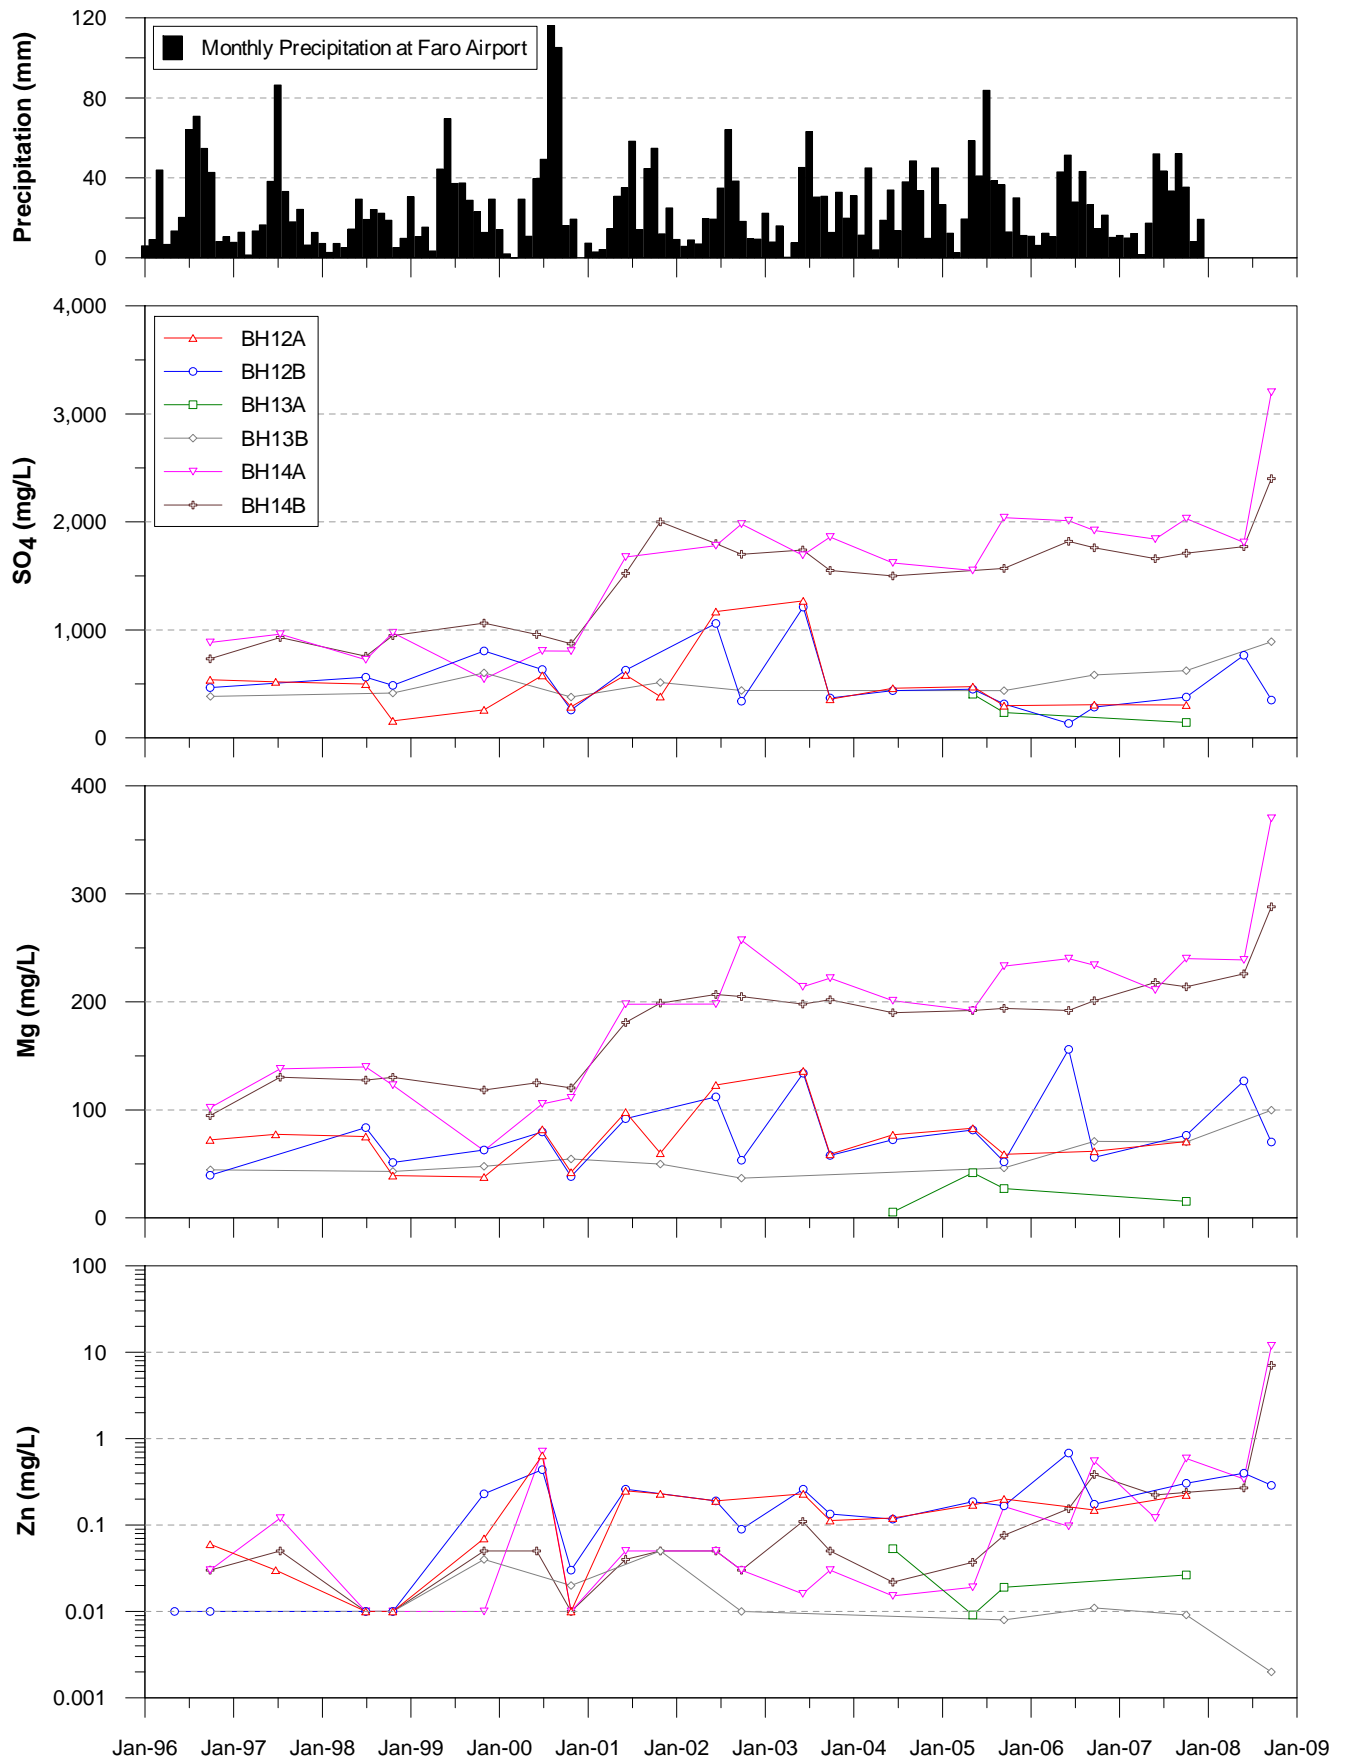 Precipitation (mm)
120
80
40
0
Monthly Precipitation at Faro Airport
SO4 (mg/L)
4,000
3,000
2,000
1,000
0
BH12A
BH12B
BH13A
BH13B
BH14A
BH14B
Mg (mg/L)
400
300
200
100
0
Zn (mg/L)
100
10
1
0.1
0.01
0.001
Jan-96 Jan-97 Jan-98 Jan-99 Jan-00 Jan-01 Jan-02 Jan-03 Jan-04 Jan-05 Jan-06 Jan-07 Jan-08 Jan-09